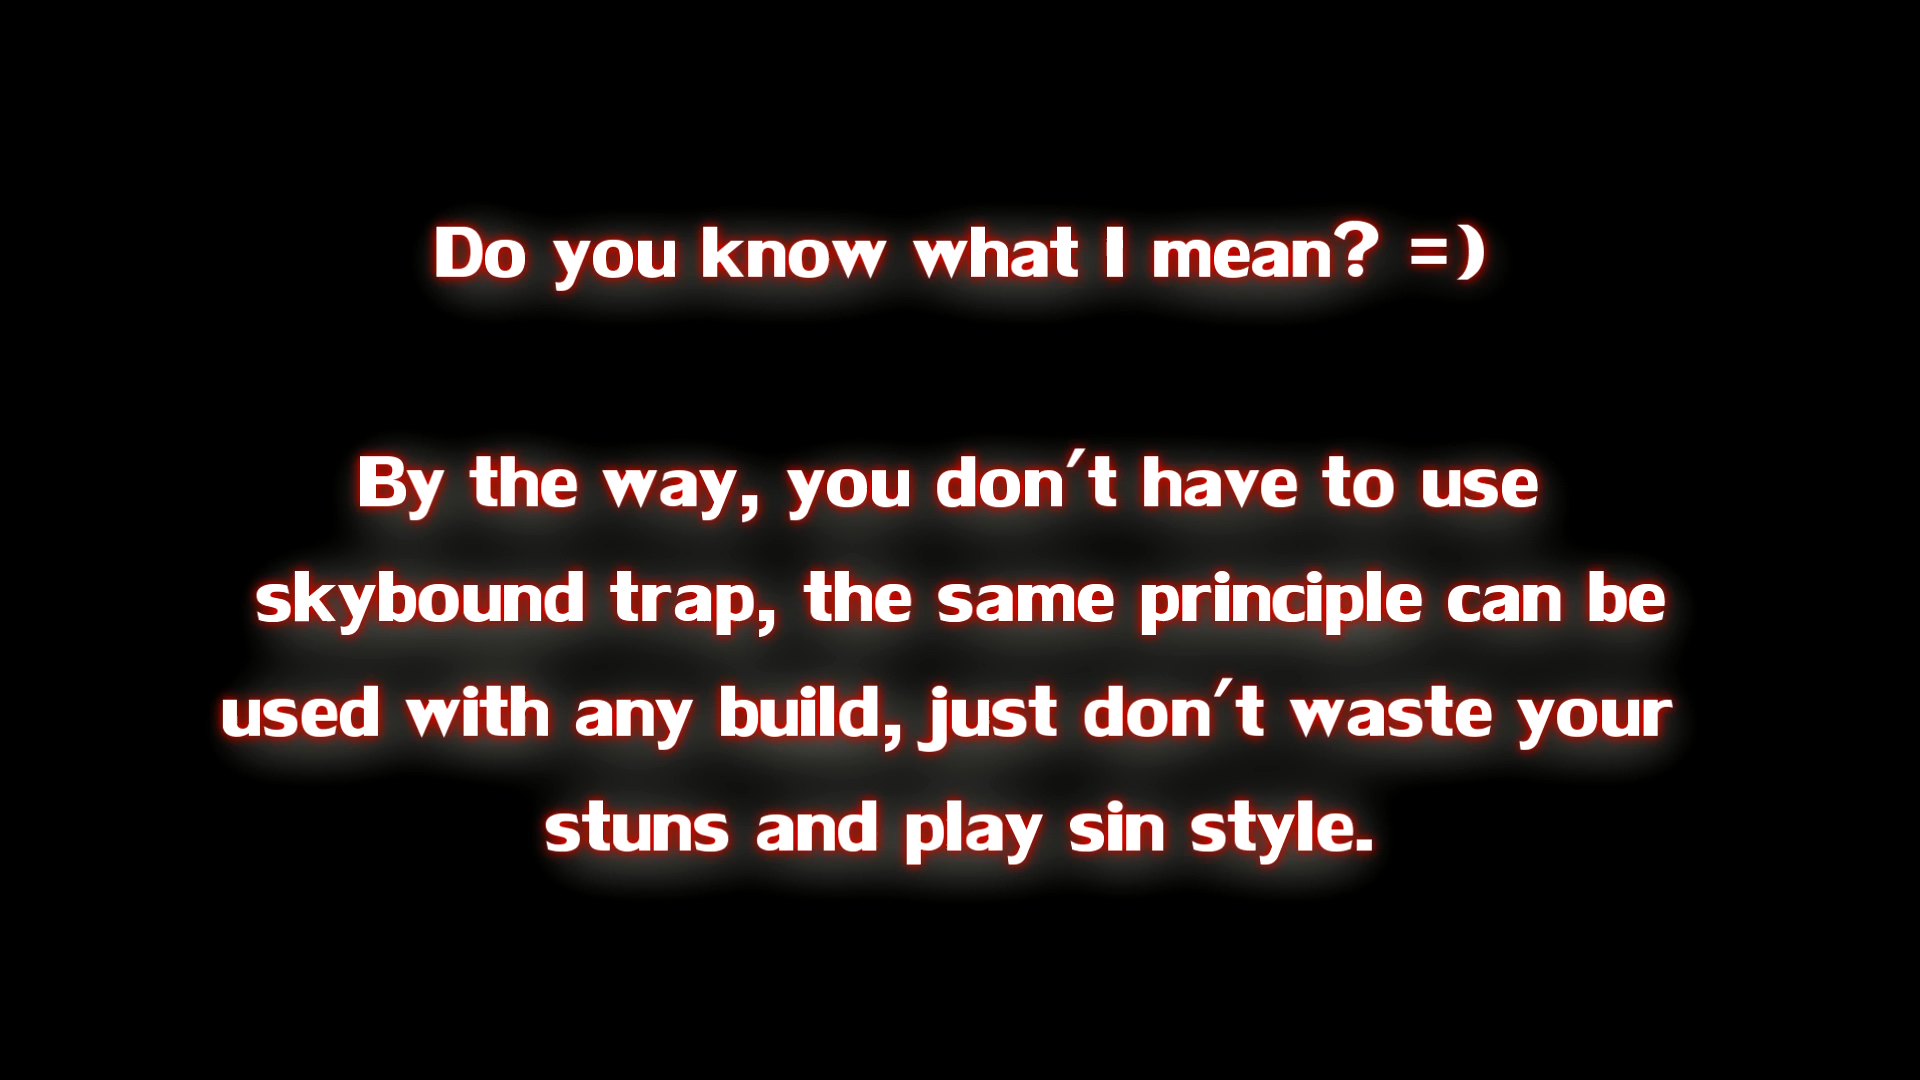 Do you know what I mean? =)
By the way, you don't have to use
skybound trap, the same principle can be
used with any build, just don't waste your
stuns and play sin style.